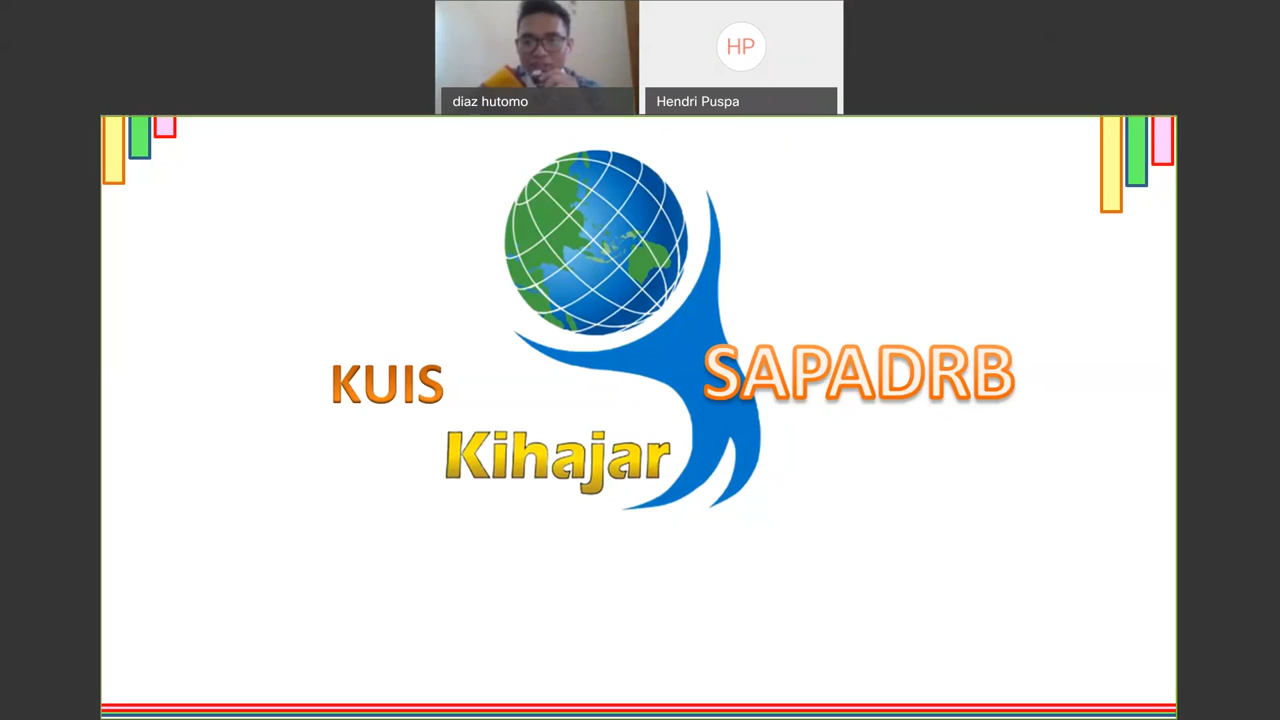 HP
diaz hutomo
Hendri Puspa
KUIS
SAPADRB
Kihajar